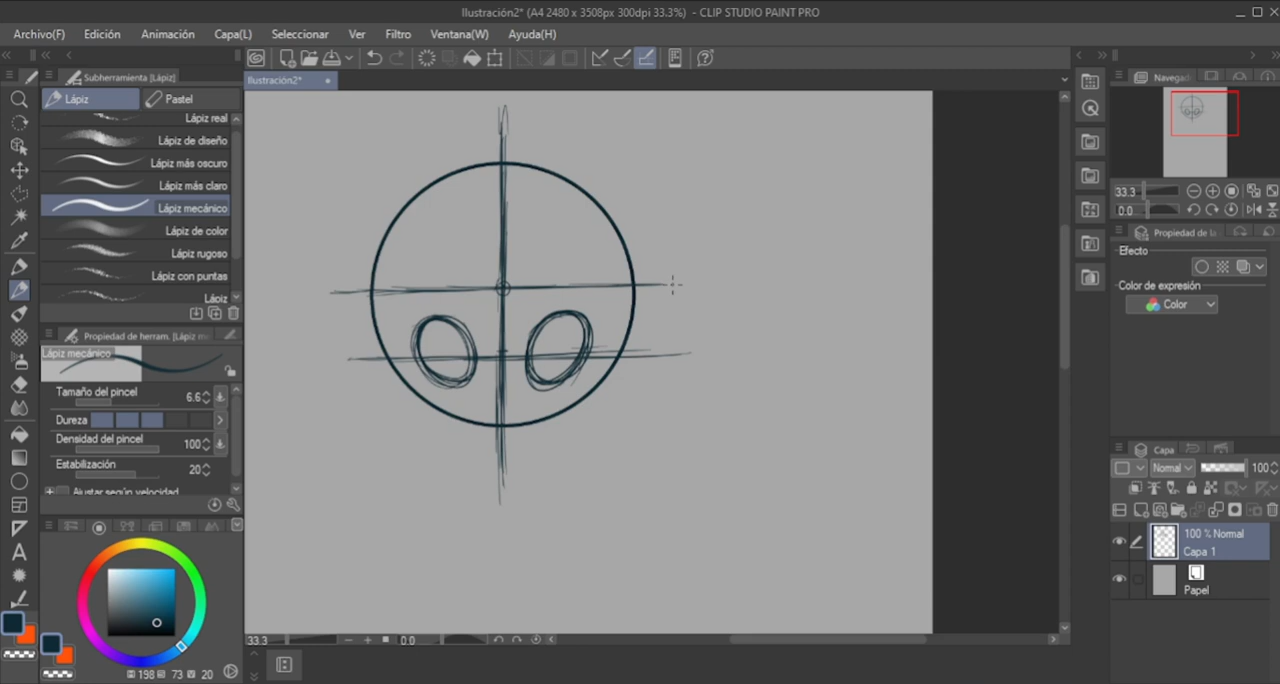 Ilustración2* (A4 2480 x 3508px 300dpi 33.3%) - CLIP STUDIO PAINT PRO
Archivo(F) Edición Animación Capa(L) Seleccionar Ver Filtro Ventana(W) Ayuda(H)
Subherramienta [Lápiz]
Ilustración2*
Navegad
Lápiz Pastel
Lápiz real
Lápiz de diseño
Lápiz más oscuro
Lápiz más claro
Lápiz mecánico
Lápiz de color
Lápiz rugoso
Lápiz con puntas
Lápiz
Propiedad de herram. [Lápiz me
Lápiz mecánico
Tamaño del pincel 6.6
Dureza
Densidad del pincel 100
Estabilización 20
Ajustar según velocidad
198 73 20
33.3 0.0
33.3
0.0
Propiedad de la
Efecto
Color de expresión
Color
Capa
Normal 100
100 % Normal
Capa 1
Papel